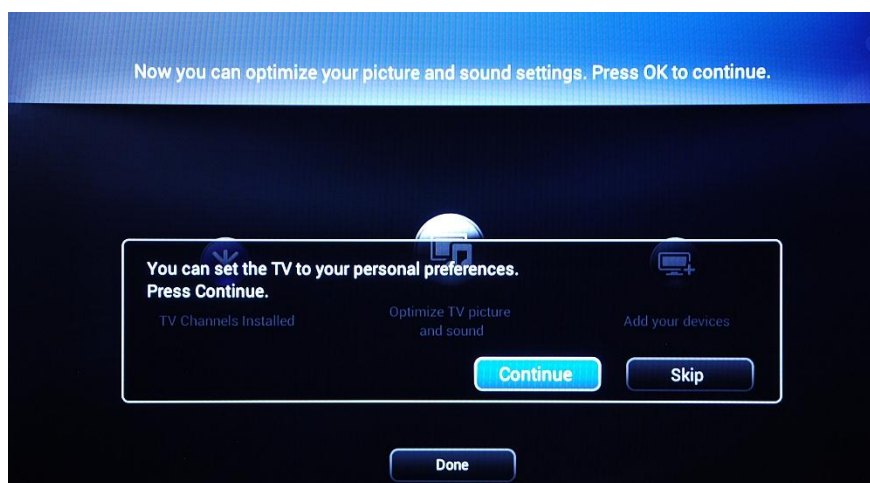 Now you can optimize your picture and sound settings. Press OK to continue.
You can set the TV to your personal preferences.
Press Continue.
TV Channels Installed
Optimize TV picture
and sound
Add your devices
Continue
Skip
Done